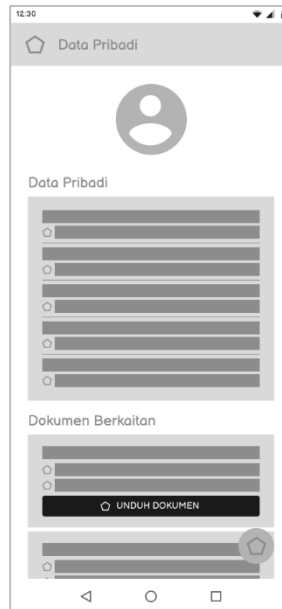 12:30
Data Pribadi
Data Pribadi
Dokumen Berkaitan
UNDUH DOKUMEN